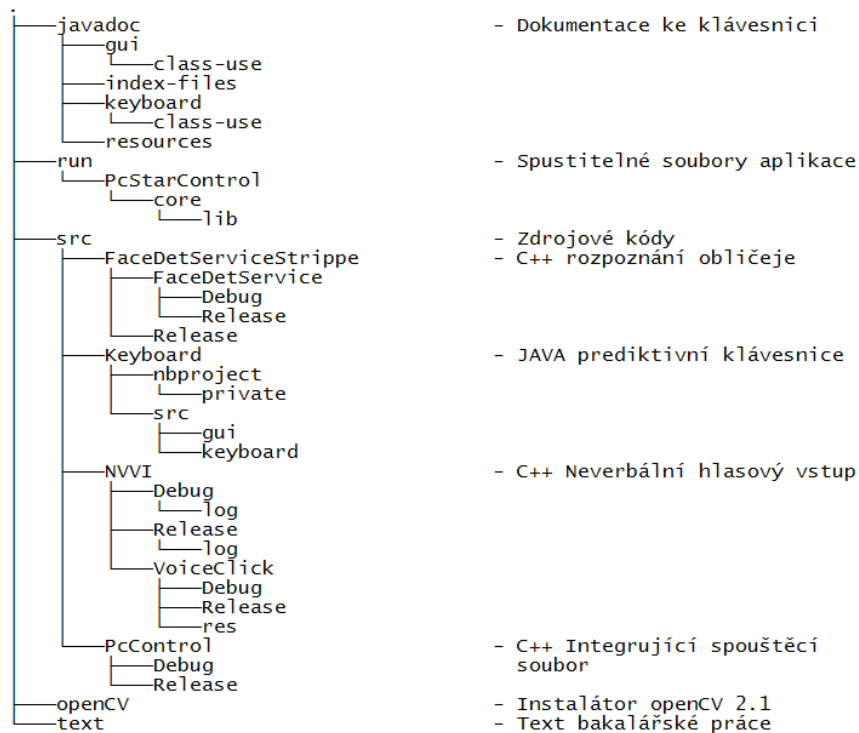 .
├───javadoc - Dokumentace ke klávesnici
│   ├───gui
│   │   └───class-use
│   ├───index-files
│   ├───keyboard
│   │   └───class-use
│   └───resources
├───run - Spustitelné soubory aplikace
│   └───PcStarControl
│       └───core
│           └───lib
├───src - Zdrojové kódy
│   ├───FaceDetServiceStrippe - C++ rozpoznání obličeje
│   │   ├───FaceDetService
│   │   │   ├───Debug
│   │   │   └───Release
│   │   └───Release
│   ├───Keyboard - JAVA prediktivní klávesnice
│   │   ├───nbproject
│   │   │   └───private
│   │   └───src
│   │       ├───gui
│   │       └───keyboard
│   ├───NVVI - C++ Neverbální hlasový vstup
│   │   ├───Debug
│   │   │   └───log
│   │   ├───Release
│   │   │   └───log
│   │   └───VoiceClick
│   │       ├───Debug
│   │       ├───Release
│   │       └───res
│   └───PcControl - C++ Integrující spouštěcí
│       ├───Debug soubor
│       └───Release
├───openCV - Instalátor openCV 2.1
└───text - Text bakalářské práce